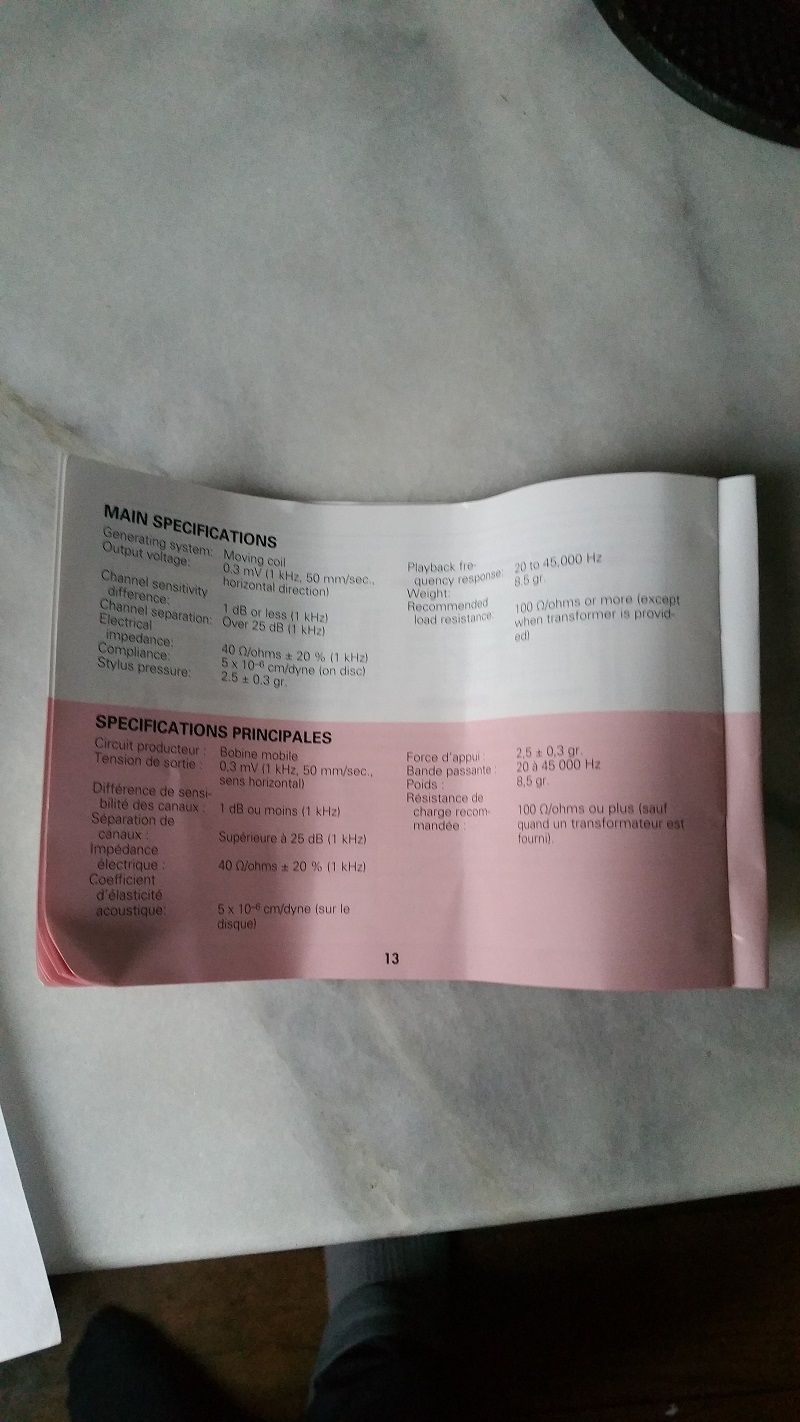 MAIN SPECIFICATIONS
Generating system: Moving coil
Output voltage: 0.3 mV (1 kHz, 50 mm/sec.,
horizontal direction)
Channel sensitivity
difference: 1 dB or less (1 kHz)
Channel separation: Over 25 dB (1 kHz)
Electrical
impedance: 40 Ω/ohms ± 20 % (1 kHz)
Compliance: 5 x 10⁻⁶ cm/dyne (on disc)
Stylus pressure: 2.5 ± 0.3 gr.
Playback fre-
quency response: 20 to 45,000 Hz
Weight: 8.5 gr.
Recommended
load resistance: 100 Ω/ohms or more (except
when transformer is provid-
ed)
SPECIFICATIONS PRINCIPALES
Circuit producteur : Bobine mobile
Tension de sortie : 0,3 mV (1 kHz, 50 mm/sec.,
sens horizontal)
Différence de sensi-
bilité des canaux : 1 dB ou moins (1 kHz)
Séparation de
canaux : Supérieure à 25 dB (1 kHz)
Impédance
électrique : 40 Ω/ohms ± 20 % (1 kHz)
Coefficient
d'élasticité
acoustique: 5 x 10⁻⁶ cm/dyne (sur le
disque)
Force d'appui : 2,5 ± 0,3 gr.
Bande passante : 20 à 45 000 Hz
Poids : 8,5 gr.
Résistance de
charge recom-
mandée : 100 Ω/ohms ou plus (sauf
quand un transformateur est
fourni).
13